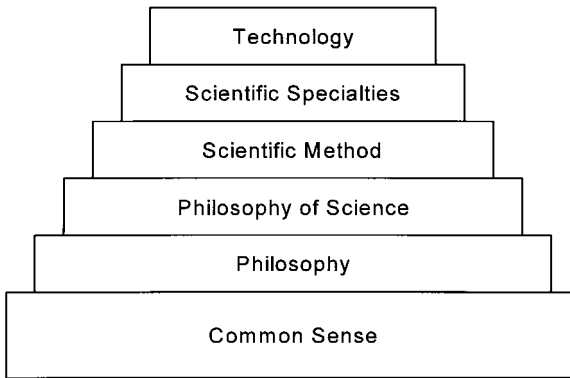 Technology
Scientific Specialties
Scientific Method
Philosophy of Science
Philosophy
Common Sense